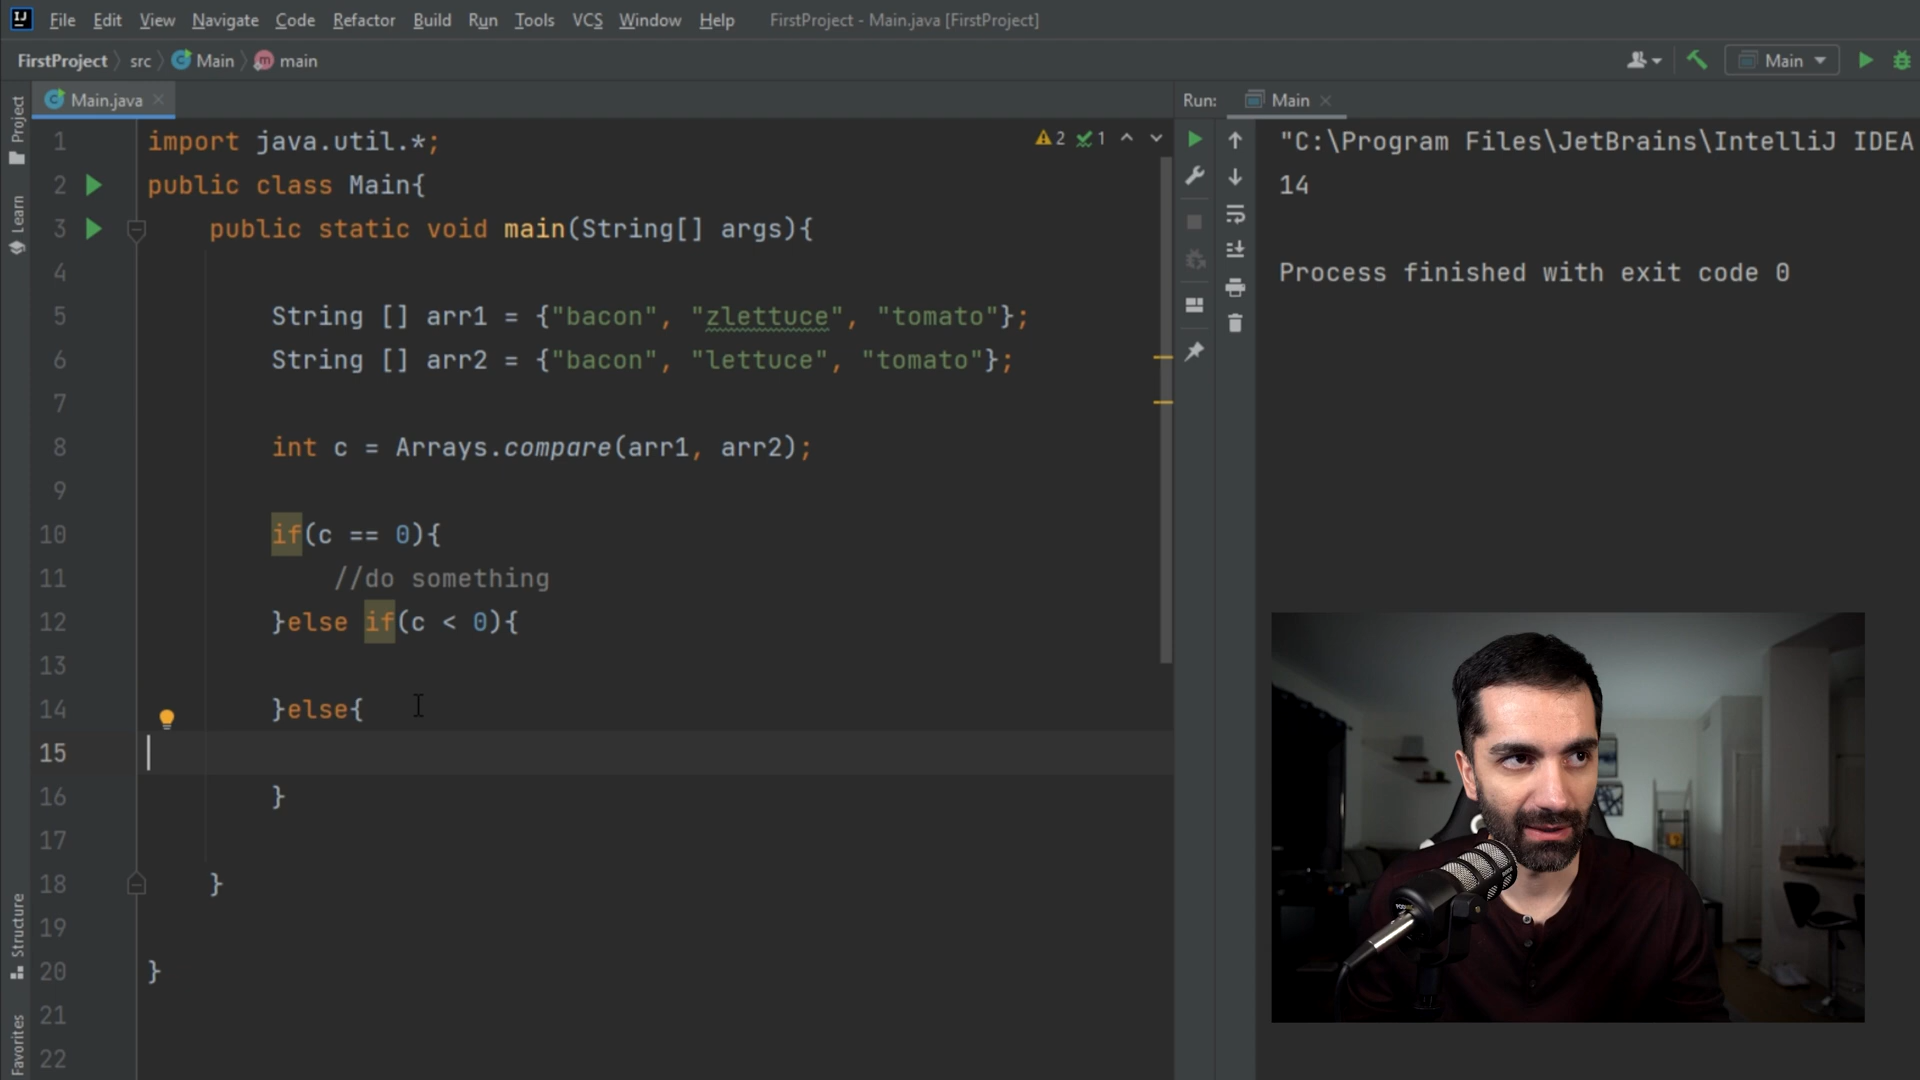 File Edit View Navigate Code Refactor Build Run Tools VCS Window Help FirstProject - Main.java [FirstProject]
FirstProject src Main main Main
Project
Learn
Structure
Favorites
Main.java
1 import java.util.*;
2 public class Main{
3 public static void main(String[] args){
4
5 String [] arr1 = {"bacon", "zlettuce", "tomato"};
6 String [] arr2 = {"bacon", "lettuce", "tomato"};
7
8 int c = Arrays.compare(arr1, arr2);
9
10 if(c == 0){
11 //do something
12 }else if(c < 0){
13
14 }else{
15
16 }
17
18 }
19
20 }
21
22
2 1
Run: Main
"C:\Program Files\JetBrains\IntelliJ IDEA
14
Process finished with exit code 0